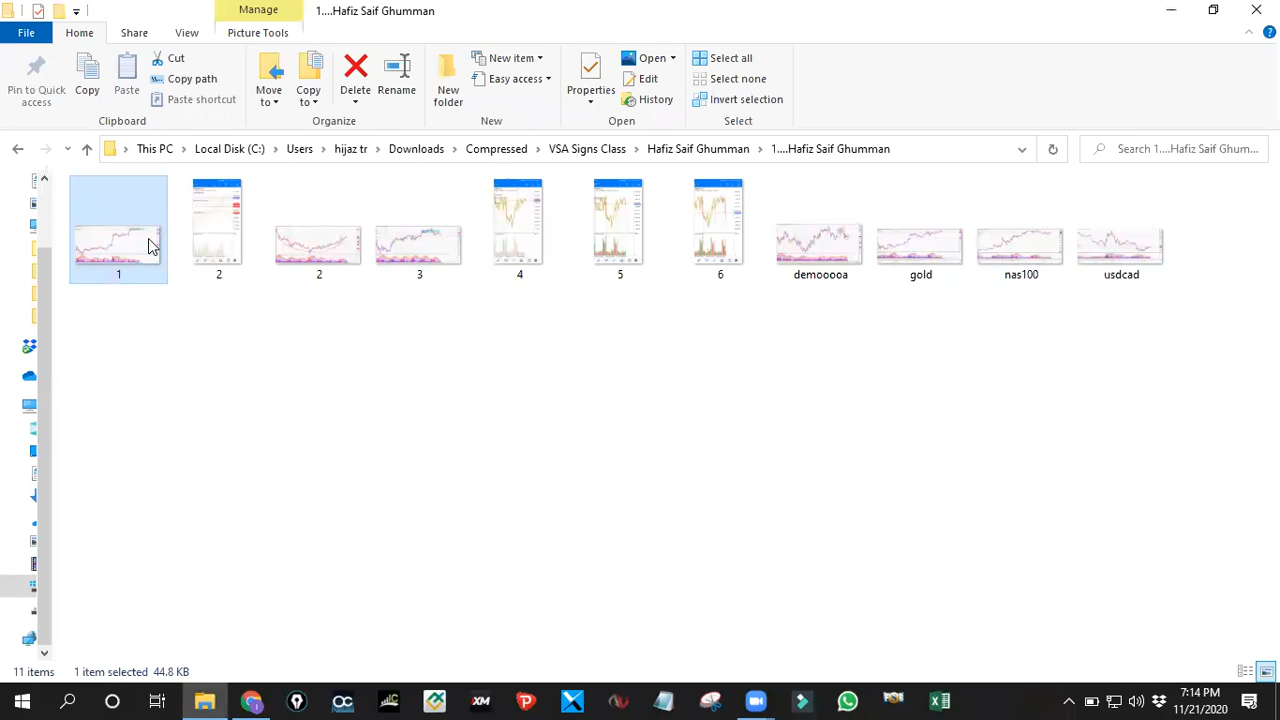 Manage
1....Hafiz Saif Ghumman
File
Home
Share
View
Picture Tools
Pin to Quick access
Copy
Paste
Cut
Copy path
Paste shortcut
Clipboard
Move to
Copy to
Delete
Rename
Organize
New folder
New item
Easy access
New
Properties
Open
Edit
History
Open
Select all
Select none
Invert selection
Select
This PC
Local Disk (C:)
Users
hijaz tr
Downloads
Compressed
VSA Signs Class
Hafiz Saif Ghumman
1....Hafiz Saif Ghumman
Search 1....Hafiz Saif Ghum...
1
2
2
3
4
5
6
demooooa
gold
nas100
usdcad
11 items
1 item selected 44.8 KB
XM
7:14 PM
11/21/2020